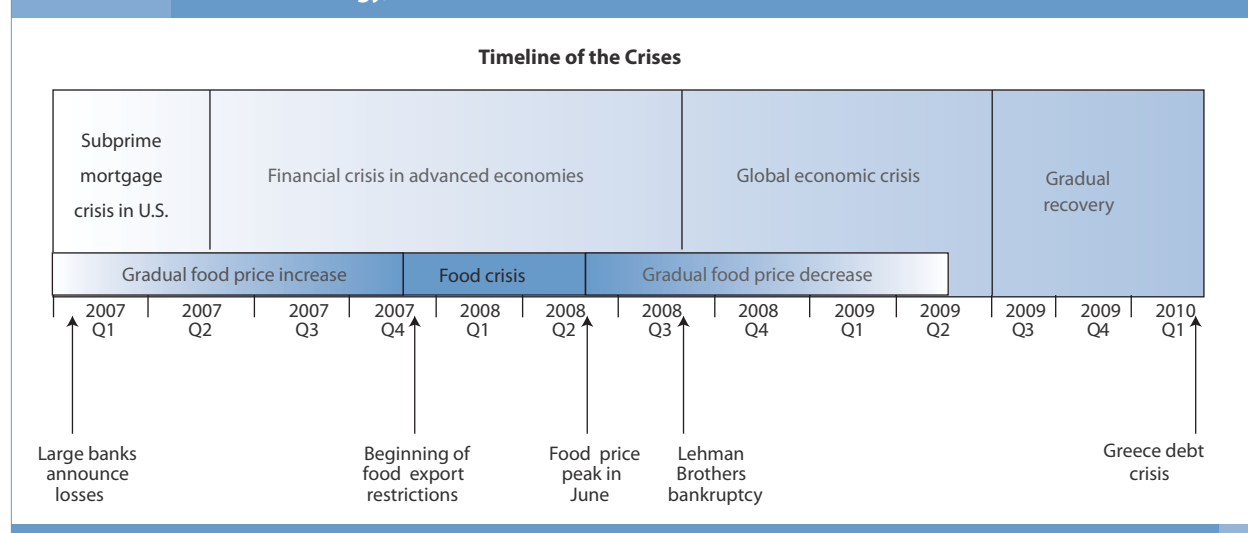 Timeline of the Crises
Subprime
mortgage
crisis in U.S.
Financial crisis in advanced economies
Global economic crisis
Gradual
recovery
Gradual food price increase
Food crisis
Gradual food price decrease
2007 2007 2007 2007 2008 2008 2008 2008 2009 2009 2009 2009 2010
Q1 Q2 Q3 Q4 Q1 Q2 Q3 Q4 Q1 Q2 Q3 Q4 Q1
Large banks
announce
losses
Beginning of
food export
restrictions
Food price
peak in
June
Lehman
Brothers
bankruptcy
Greece debt
crisis